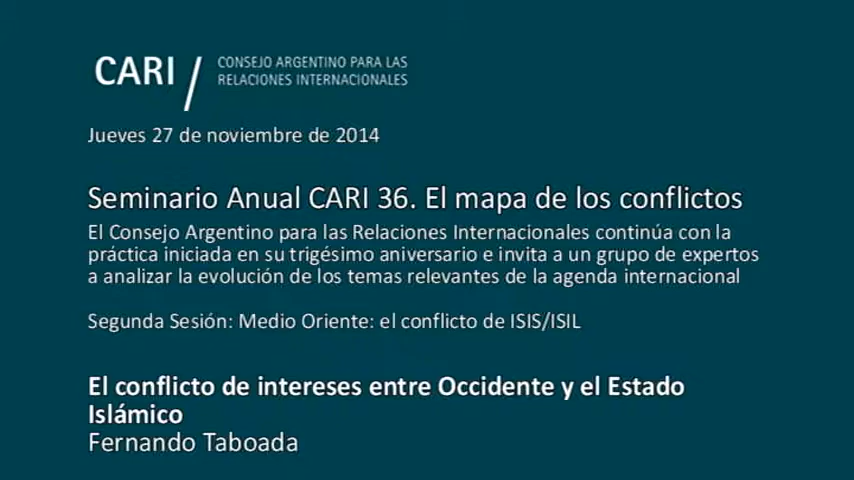 CARI / CONSEJO ARGENTINO PARA LAS
RELACIONES INTERNACIONALES
Jueves 27 de noviembre de 2014
Seminario Anual CARI 36. El mapa de los conflictos
El Consejo Argentino para las Relaciones Internacionales continúa con la
práctica iniciada en su trigésimo aniversario e invita a un grupo de expertos
a analizar la evolución de los temas relevantes de la agenda internacional
Segunda Sesión: Medio Oriente: el conflicto de ISIS/ISIL
El conflicto de intereses entre Occidente y el Estado
Islámico
Fernando Taboada